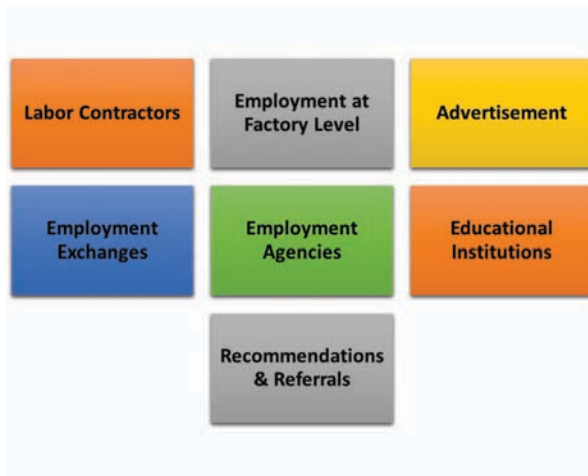 Labor Contractors
Employment at
Factory Level
Advertisement
Employment
Exchanges
Employment
Agencies
Educational
Institutions
Recommendations
& Referrals